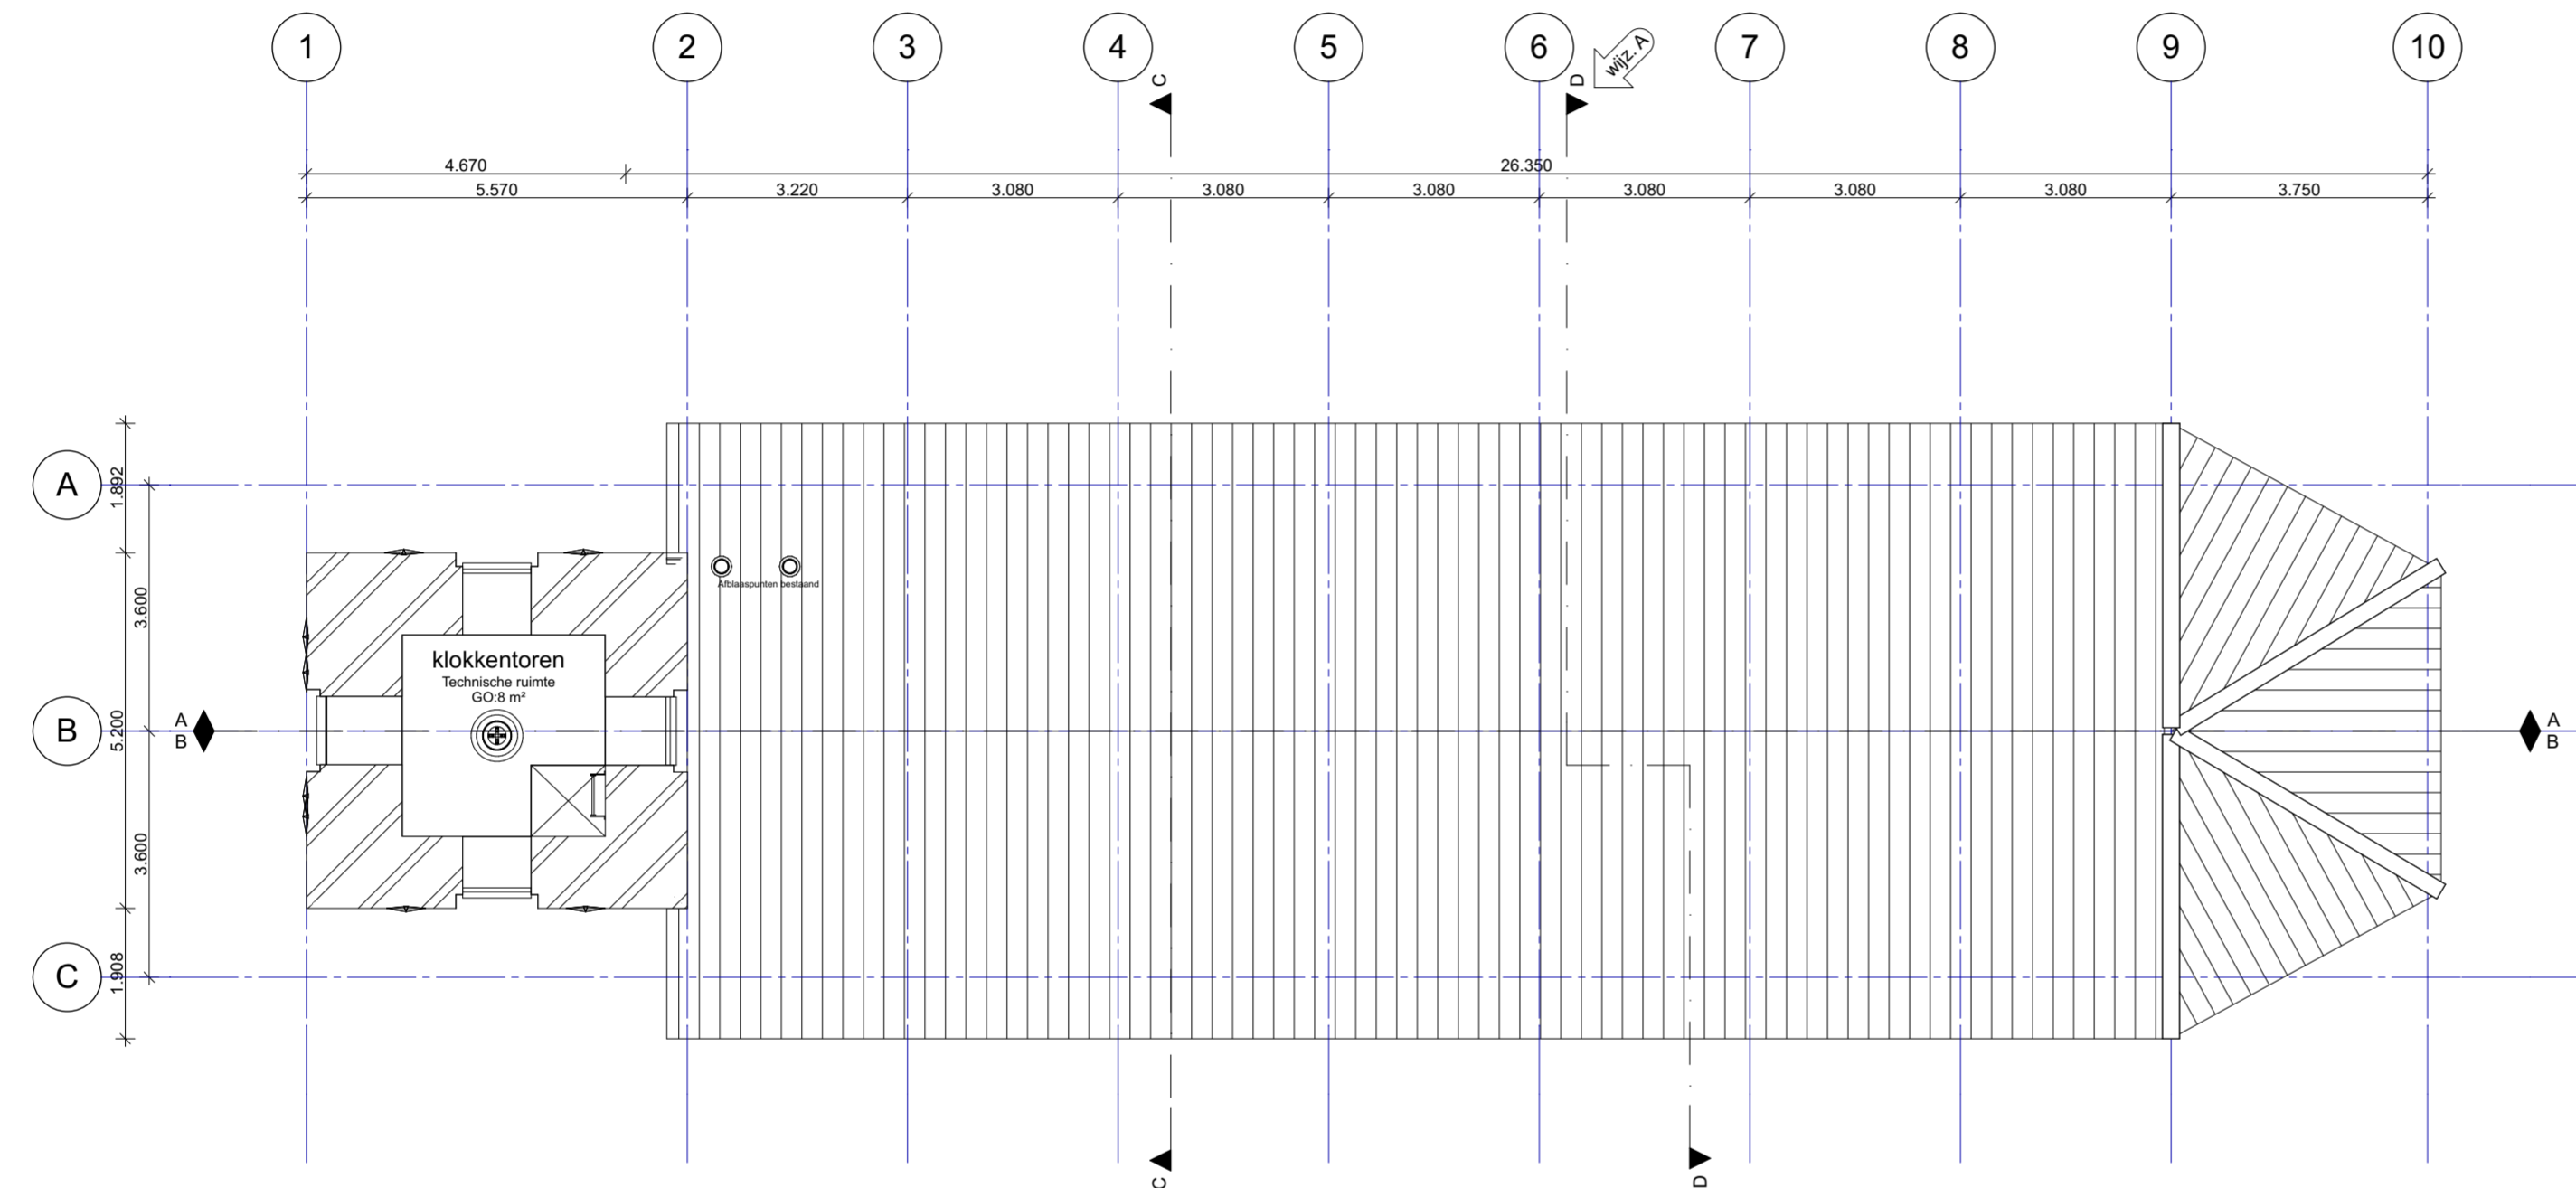 1 2 3 4 5 6 7 8 9 10
C D wijz. A
4.670 26.350
5.570 3.220 3.080 3.080 3.080 3.080 3.080 3.080 3.750
A
1.892
3.600
Afblaaspunten bestaand
klokkentoren
Technische ruimte
GO:8 m²
B
5.200
A
B
A
B
3.600
C
1.908
C D